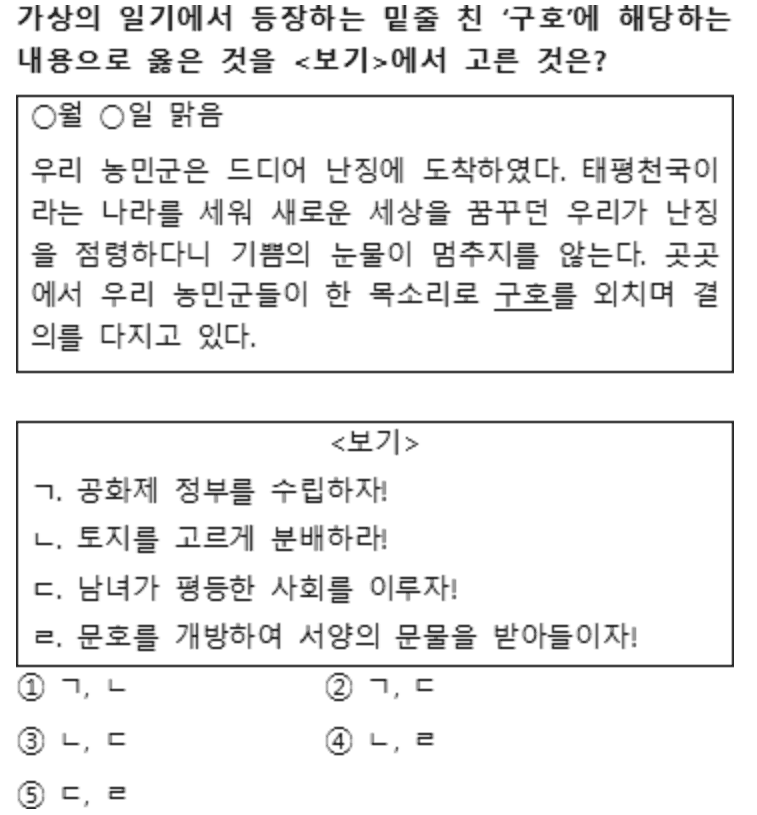 가상의 일기에서 등장하는 밑줄 친 ‘구호’에 해당하는
내용으로 옳은 것을 <보기>에서 고른 것은?
○월 ○일 맑음
우리 농민군은 드디어 난징에 도착하였다. 태평천국이
라는 나라를 세워 새로운 세상을 꿈꾸던 우리가 난징
을 점령하다니 기쁨의 눈물이 멈추지를 않는다. 곳곳
에서 우리 농민군들이 한 목소리로 구호를 외치며 결
의를 다지고 있다.
<보기>
ㄱ. 공화제 정부를 수립하자!
ㄴ. 토지를 고르게 분배하라!
ㄷ. 남녀가 평등한 사회를 이루자!
ㄹ. 문호를 개방하여 서양의 문물을 받아들이자!
① ㄱ, ㄴ ② ㄱ, ㄷ
③ ㄴ, ㄷ ④ ㄴ, ㄹ
⑤ ㄷ, ㄹ